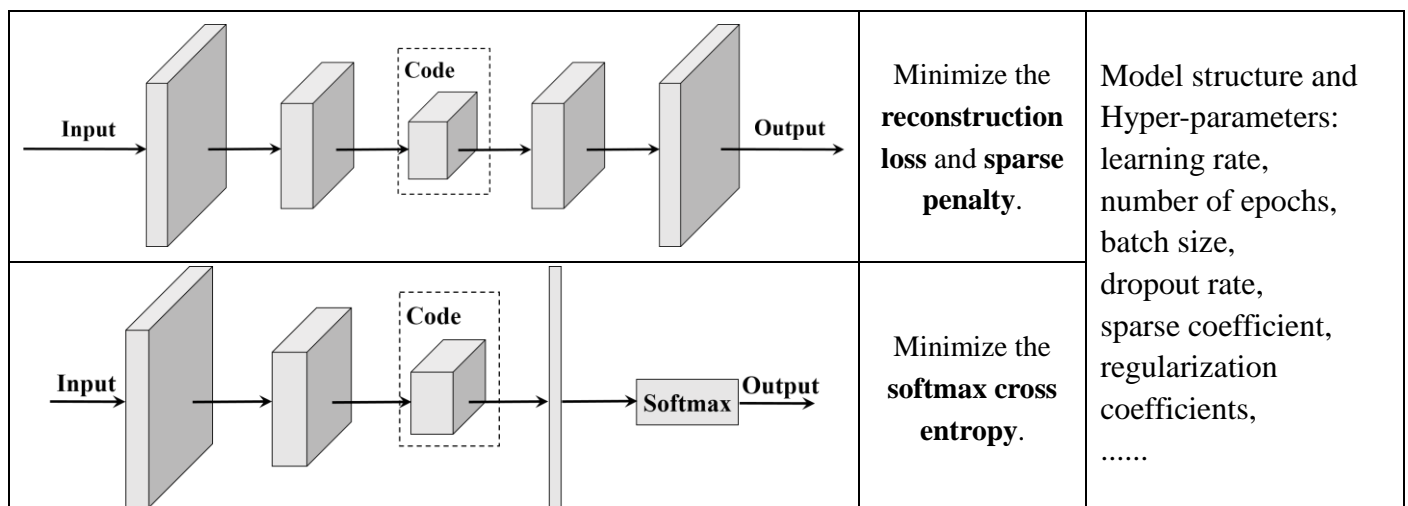 Input
Code
Output
Minimize the
reconstruction
loss and sparse
penalty.
Model structure and
Hyper-parameters:
learning rate,
number of epochs,
batch size,
dropout rate,
sparse coefficient,
regularization
coefficients,
......
Input
Code
Softmax
Output
Minimize the
softmax cross
entropy.